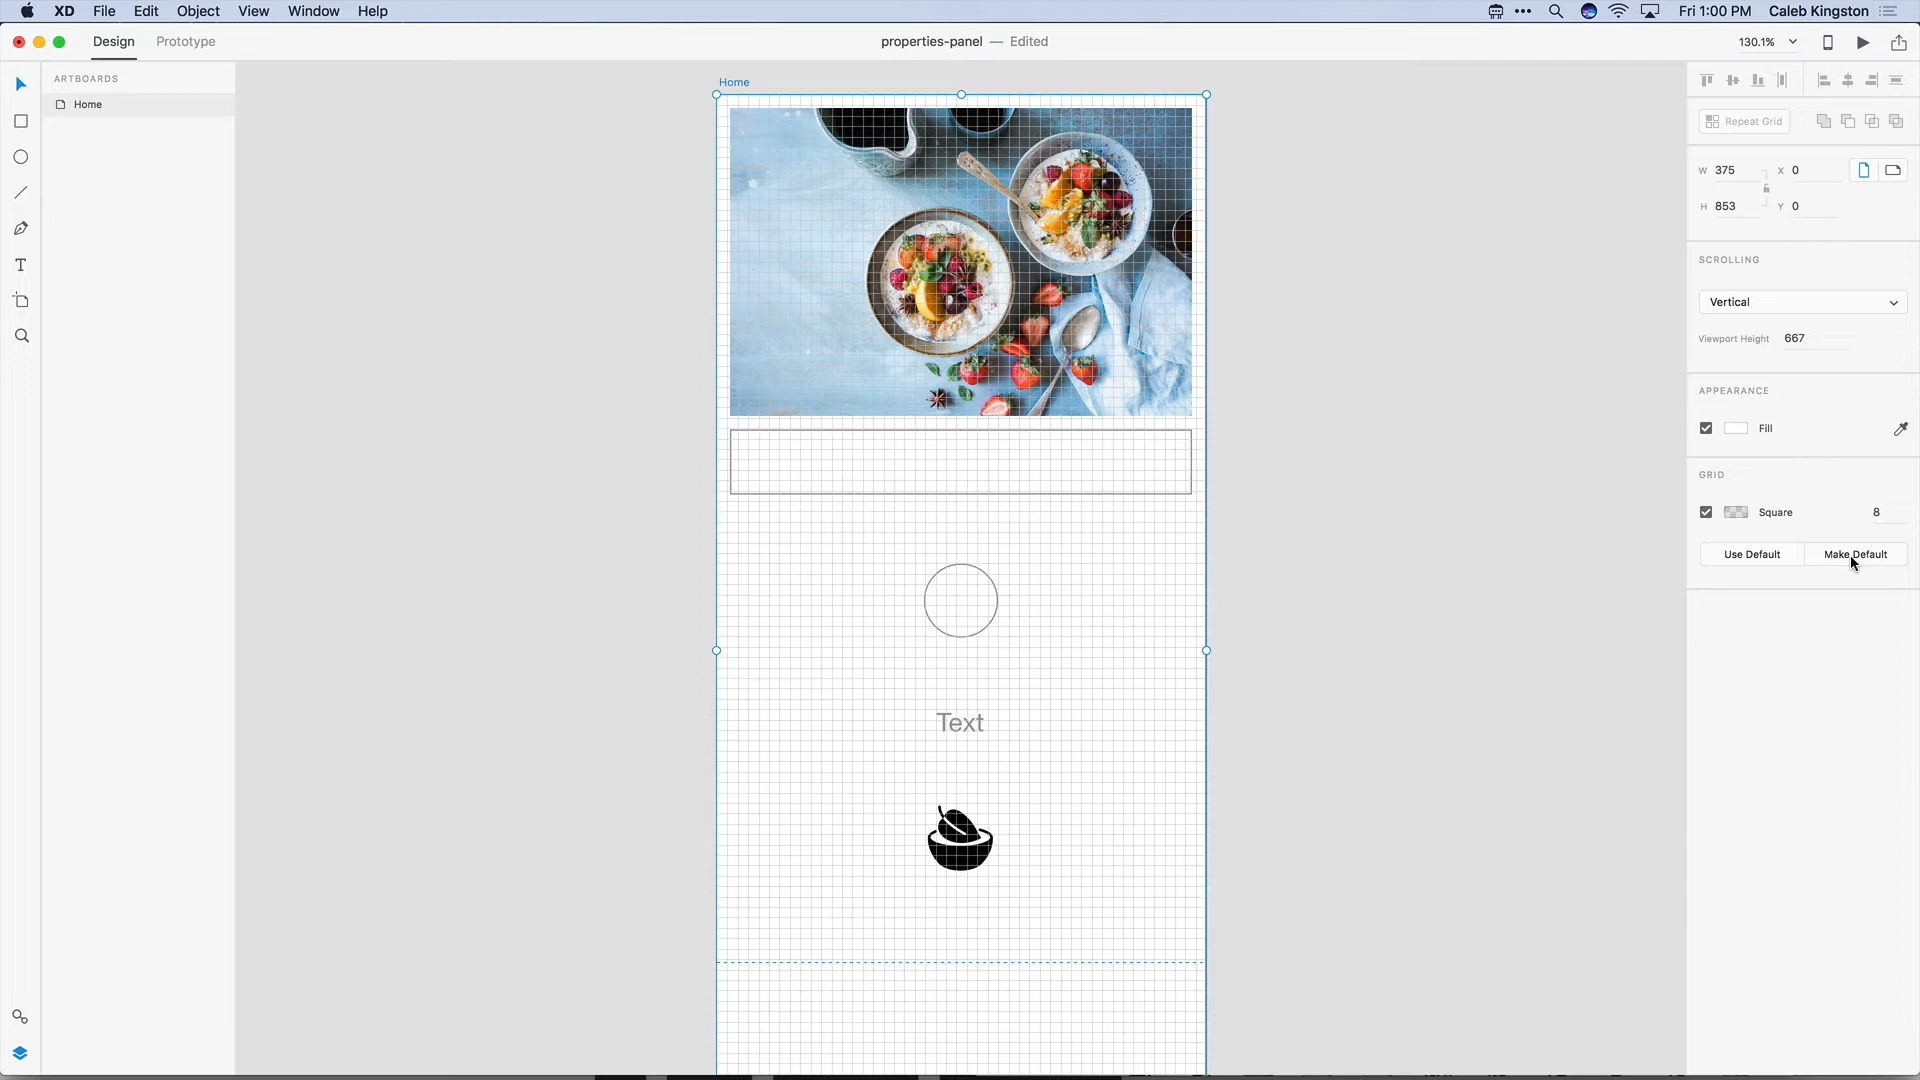 XD File Edit Object View Window Help
Fri 1:00 PM Caleb Kingston
Design Prototype
properties-panel — Edited
130.1%
ARTBOARDS
Home
Home
Repeat Grid
W 375 X 0
H 853 Y 0
SCROLLING
Vertical
Viewport Height 667
APPEARANCE
Fill
GRID
Square 8
Use Default Make Default
Text
T